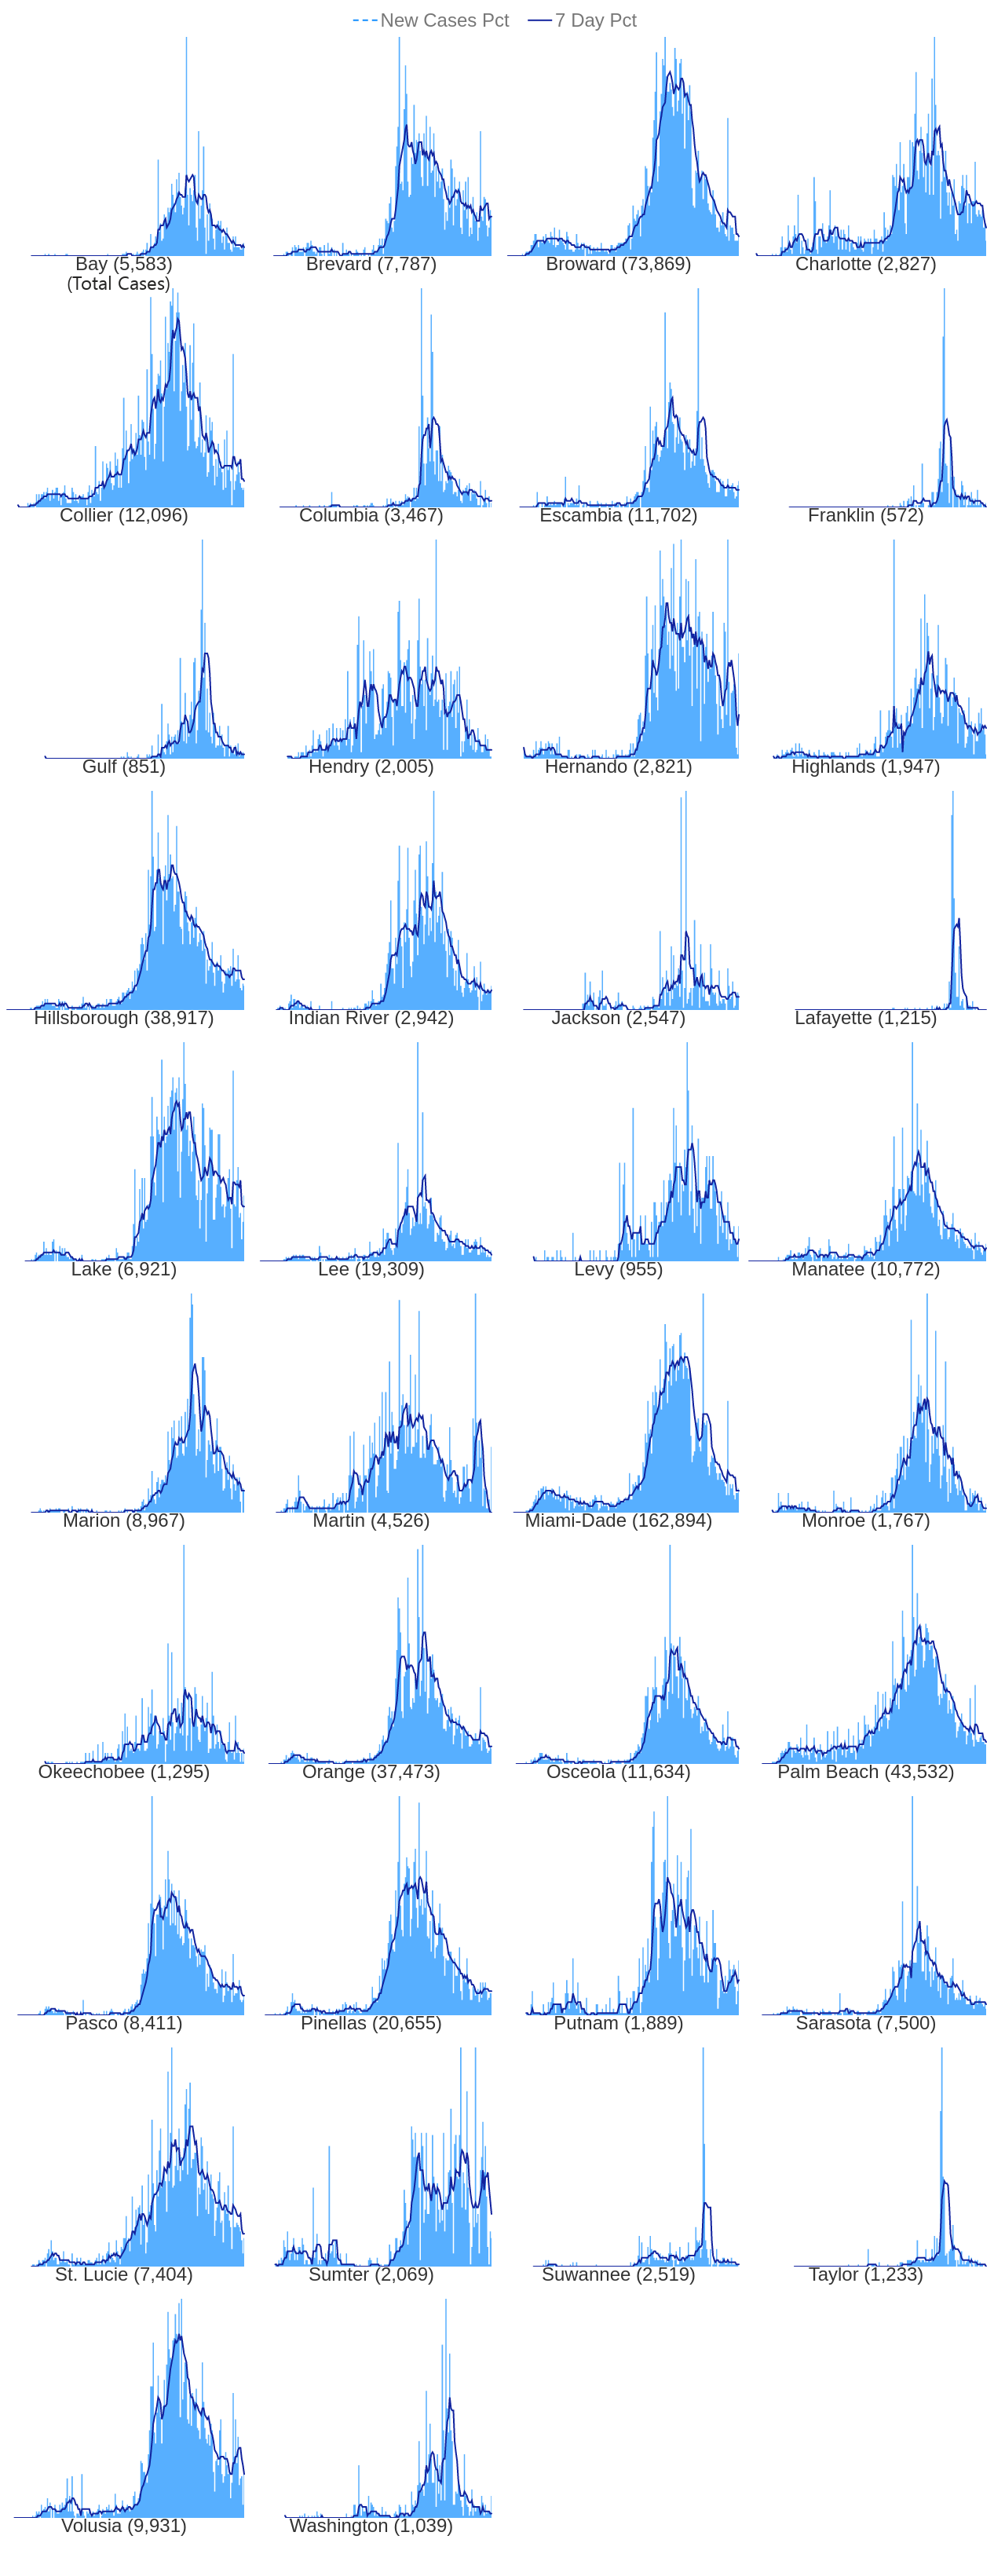 New Cases Pct 7 Day Pct
Bay (5,583) Brevard (7,787) Broward (73,869) Charlotte (2,827)
(Total Cases)
Collier (12,096) Columbia (3,467) Escambia (11,702) Franklin (572)
Gulf (851) Hendry (2,005) Hernando (2,821) Highlands (1,947)
Hillsborough (38,917) Indian River (2,942) Jackson (2,547) Lafayette (1,215)
Lake (6,921) Lee (19,309) Levy (955) Manatee (10,772)
Marion (8,967) Martin (4,526) Miami-Dade (162,894) Monroe (1,767)
Okeechobee (1,295) Orange (37,473) Osceola (11,634) Palm Beach (43,532)
Pasco (8,411) Pinellas (20,655) Putnam (1,889) Sarasota (7,500)
St. Lucie (7,404) Sumter (2,069) Suwannee (2,519) Taylor (1,233)
Volusia (9,931) Washington (1,039)